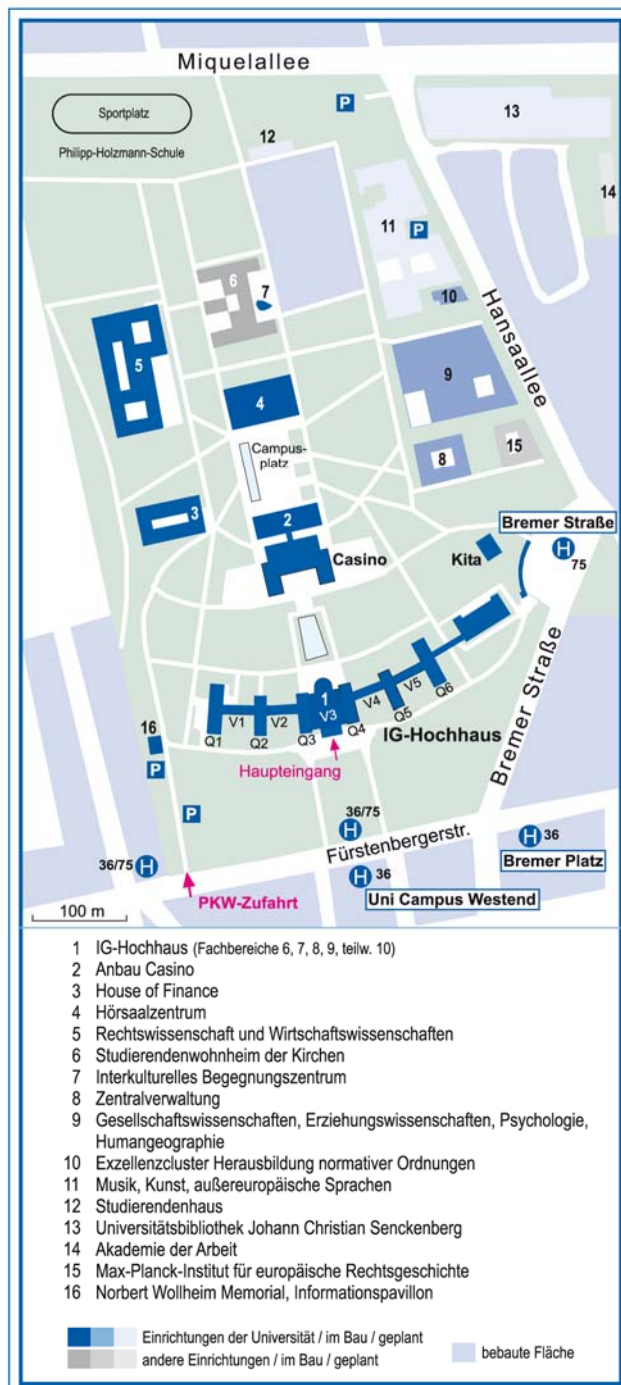 Miquelallee
Sportplatz
Philipp-Holzmann-Schule
P
12
13
14
11
P
6
7
10
Hansaallee
5
9
4
Campus-
platz
8
15
3
2
Casino
Kita
Bremer Straße
H
75
Bremer Straße
16
P
Q1
V1
Q2
V2
Q3
1
V3
Q4
V4
Q5
V5
Q6
IG-Hochhaus
Haupteingang
P
36/75
H
36/75 H
Fürstenbergerstr.
H 36
Bremer Platz
H 36
Uni Campus Westend
PKW-Zufahrt
100 m
1 IG-Hochhaus (Fachbereiche 6, 7, 8, 9, teilw. 10)
2 Anbau Casino
3 House of Finance
4 Hörsaalzentrum
5 Rechtswissenschaft und Wirtschaftswissenschaften
6 Studierendenwohnheim der Kirchen
7 Interkulturelles Begegnungszentrum
8 Zentralverwaltung
9 Gesellschaftswissenschaften, Erziehungswissenschaften, Psychologie,
Humangeographie
10 Exzellenzcluster Herausbildung normativer Ordnungen
11 Musik, Kunst, außereuropäische Sprachen
12 Studierendenhaus
13 Universitätsbibliothek Johann Christian Senckenberg
14 Akademie der Arbeit
15 Max-Planck-Institut für europäische Rechtsgeschichte
16 Norbert Wollheim Memorial, Informationspavillon
Einrichtungen der Universität / im Bau / geplant
andere Einrichtungen / im Bau / geplant
bebaute Fläche